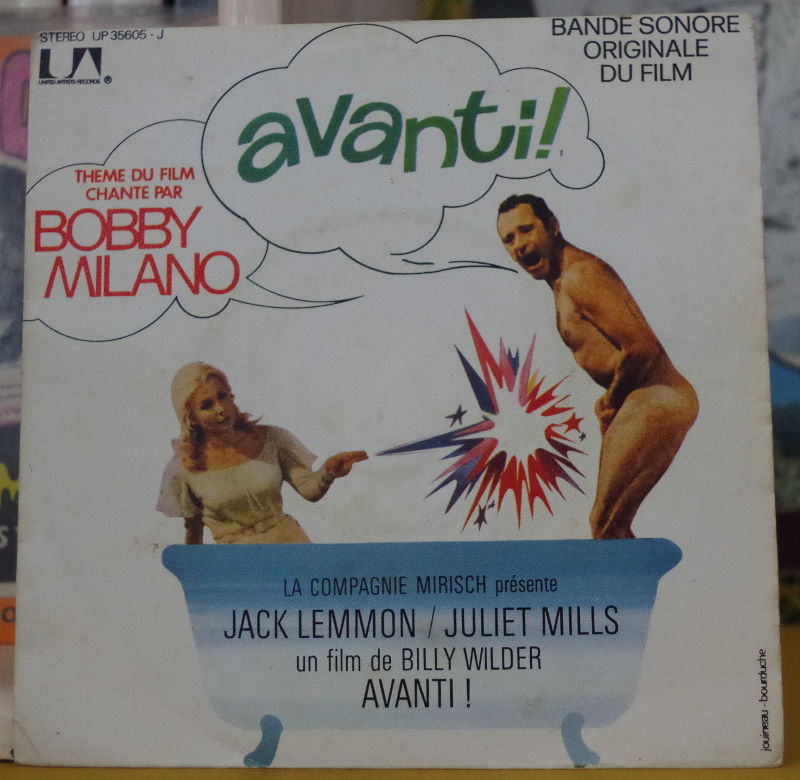 STEREO UP 35605 - J
UA
UNITED ARTISTS RECORDS ®
BANDE SONORE
ORIGINALE
DU FILM
avanti!
THEME DU FILM
CHANTE PAR
BOBBY
MILANO
LA COMPAGNIE MIRISCH présente
JACK LEMMON / JULIET MILLS
un film de BILLY WILDER
AVANTI !
jouineau - bourduche